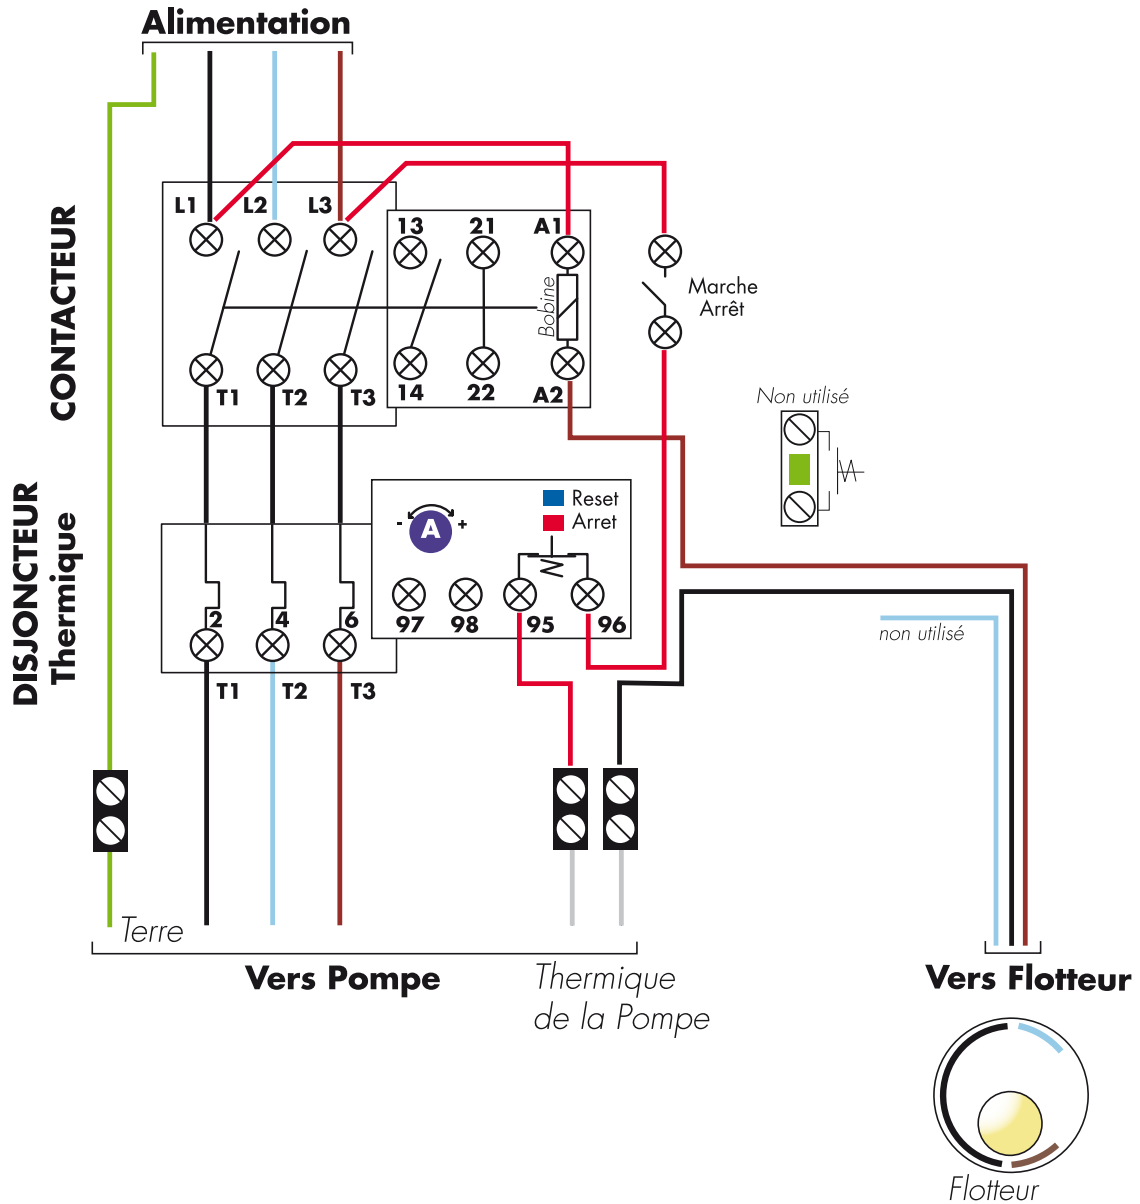 Alimentation
L1 L2 L3
13 21 A1
CONTACTEUR
Bobine
Marche
Arrêt
T1 T2 T3
14 22 A2
Non utilisé
DISJONCTEUR
Thermique
- A +
Reset
Arret
97 98 95 96
2 4 6
non utilisé
T1 T2 T3
Terre
Vers Pompe
Thermique
de la Pompe
Vers Flotteur
Flotteur